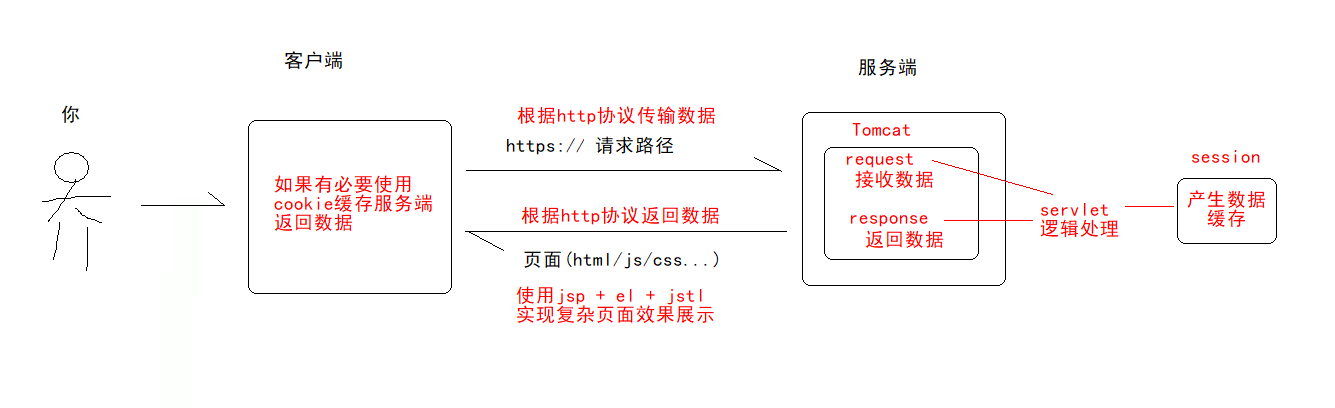 客户端
服务端
你
根据http协议传输数据
https:// 请求路径
如果有必要使用
cookie缓存服务端
返回数据
根据http协议返回数据
页面(html/js/css...)
使用jsp + el + jstl
实现复杂页面效果展示
Tomcat
request
接收数据
response
返回数据
servlet
逻辑处理
session
产生数据
缓存